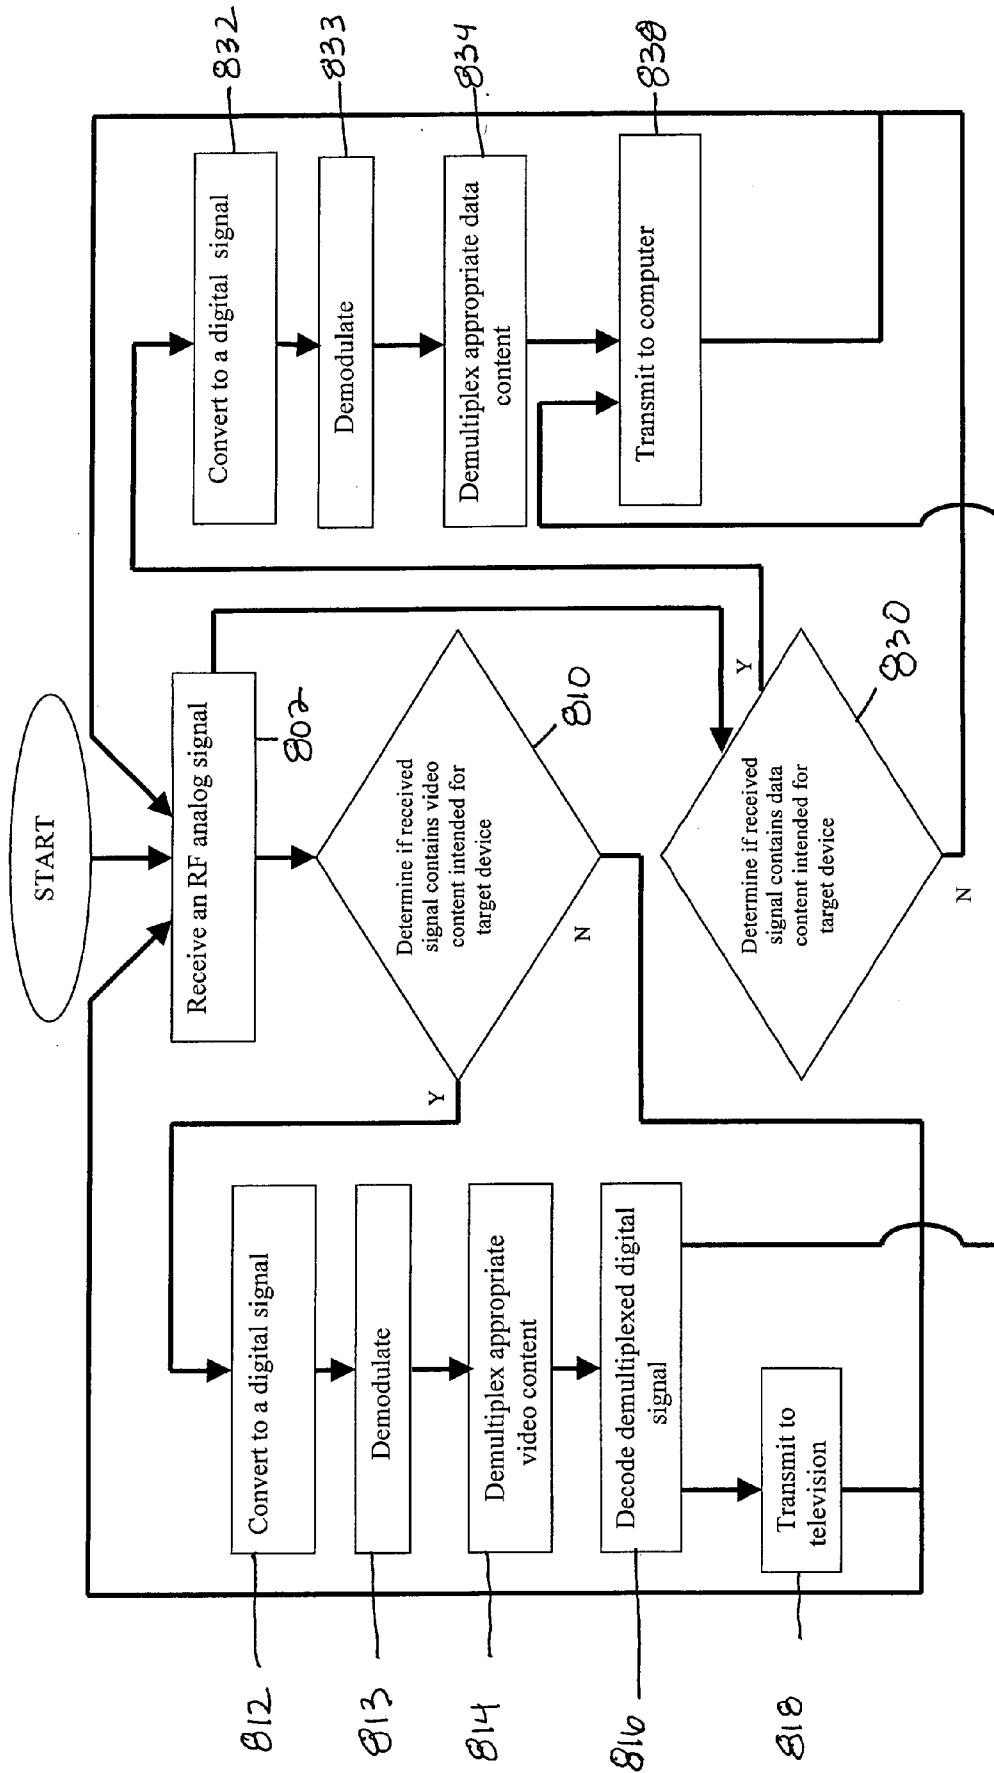 START
Receive an RF analog signal
802
Determine if received
signal contains video
content intended for
target device
810
Y
N
Convert to a digital signal
812
Demodulate
813
Demultiplex appropriate
video content
814
Decode demultiplexed digital
signal
816
Transmit to
television
818
Determine if received
signal contains data
content intended for
target device
830
Y
N
Convert to a digital signal
832
Demodulate
833
Demultiplex appropriate data
content
834
Transmit to computer
838